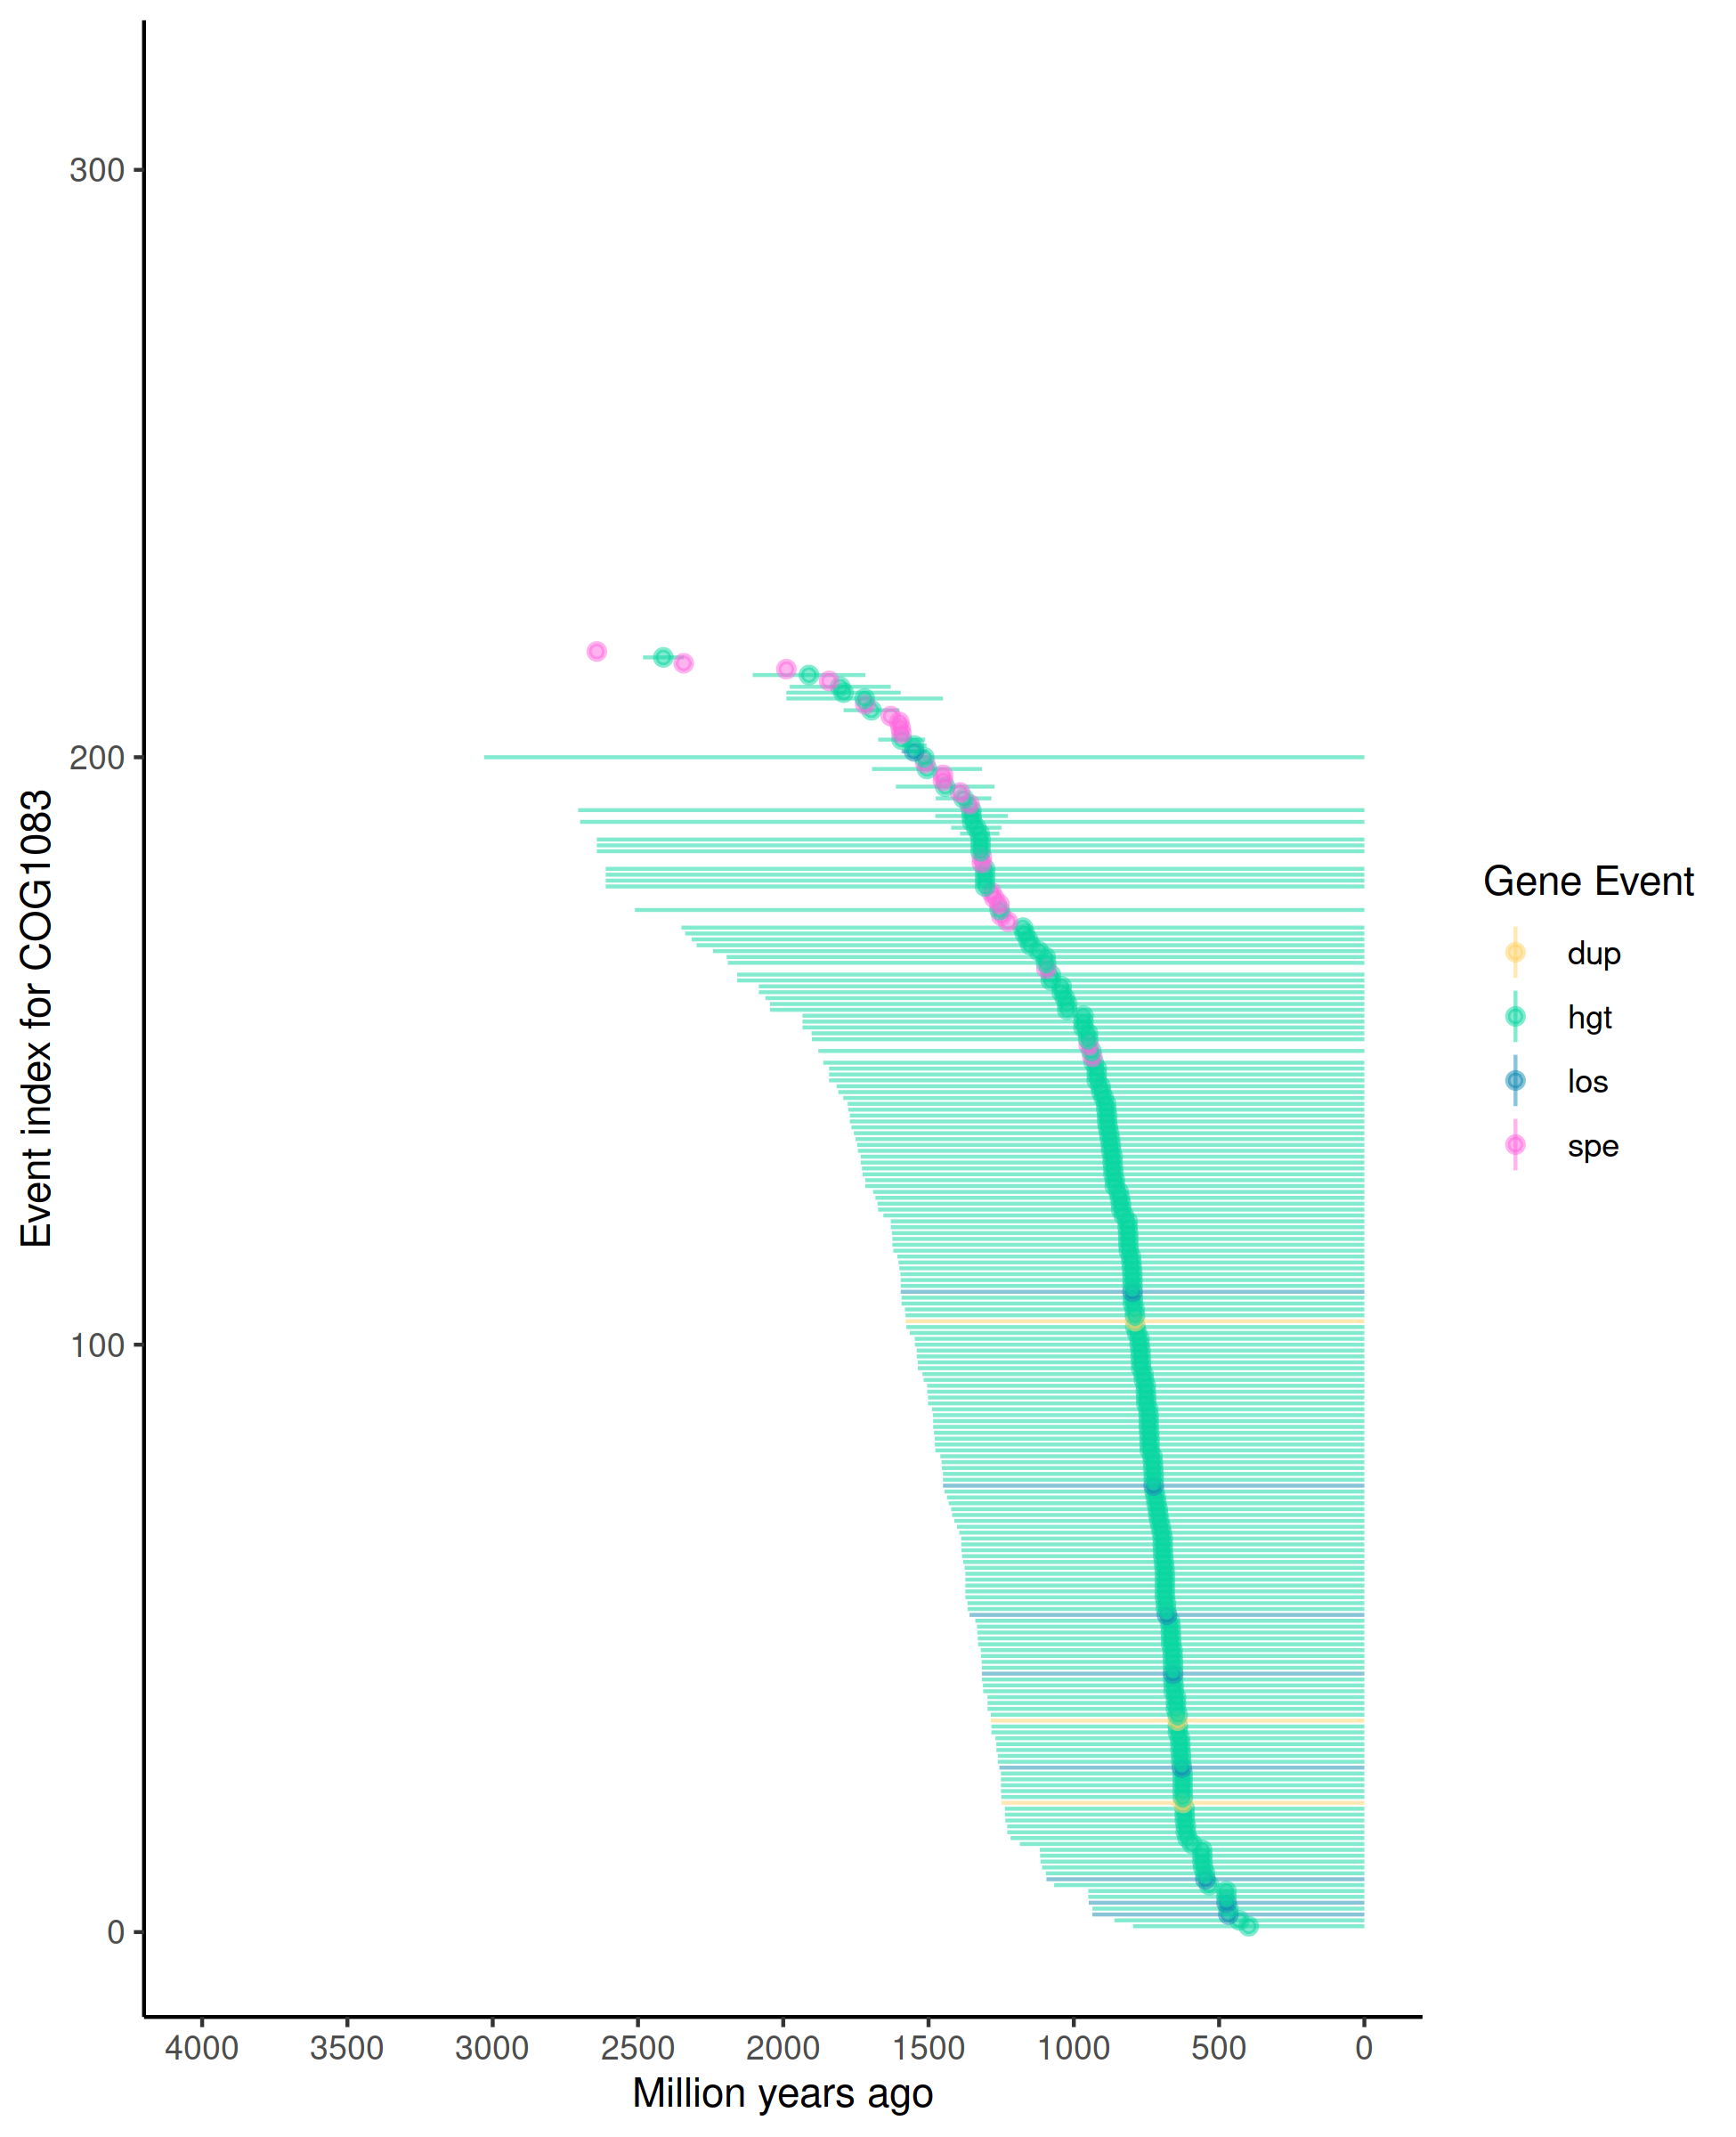 300
200
100
0
Event index for COG1083
4000 3500 3000 2500 2000 1500 1000 500 0
Million years ago
Gene Event
dup
hgt
los
spe